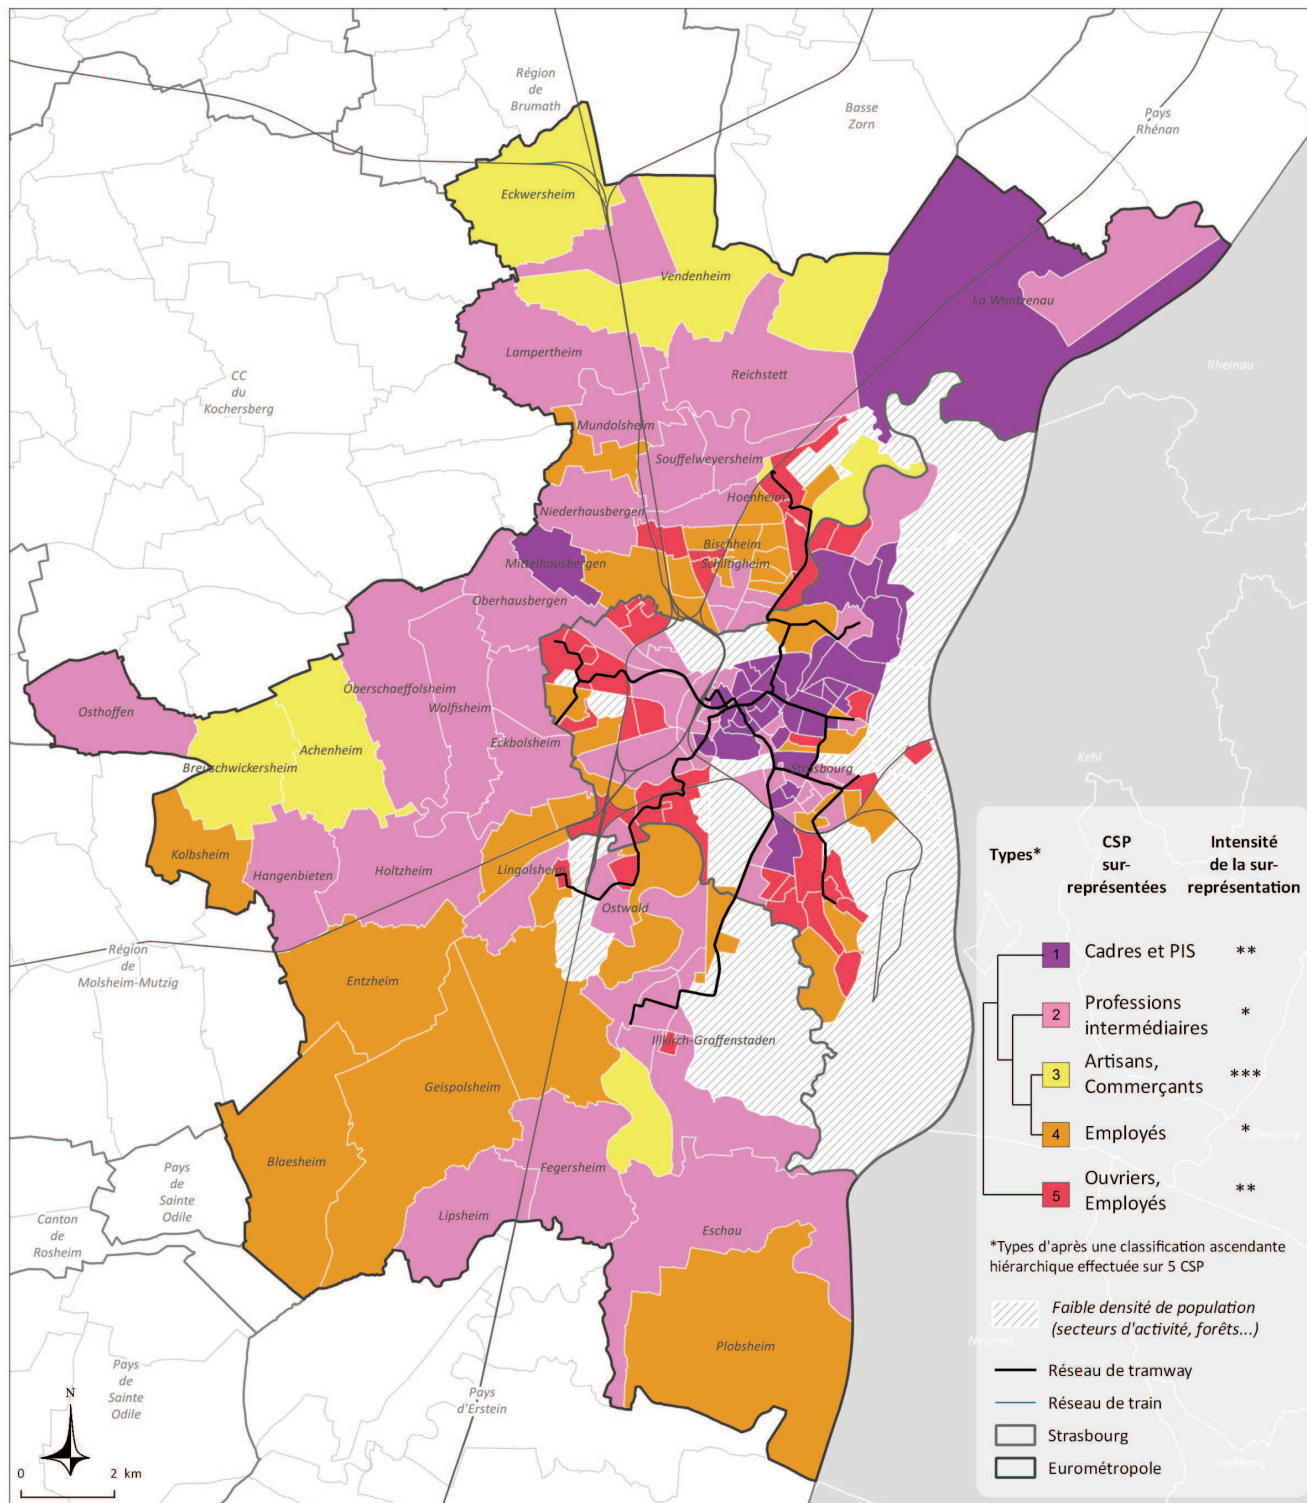 Région
de
Brumath
Basse
Zorn
Pays
Rhénan
Eckwersheim
Vendenheim
La Wantzenau
Lampertheim
Reichstett
Rheinau
CC
du
Kochersberg
Mundolsheim
Souffelweyersheim
Hoenheim
Niederhausbergen
Bischheim
Schiltigheim
Mittelhausbergen
Oberhausbergen
Oberschaeffolsheim
Wolfisheim
Osthoffen
Achenheim
Eckbolsheim
Breuschwickersheim
Strasbourg
Kehl
Kolbsheim
Hangenbieten
Holtzheim
Lingolsheim
Ostwald
Région
de
Molsheim-Mutzig
Entzheim
Illkirch-Graffenstaden
Geispolsheim
Blaesheim
Fegersheim
Pays
de
Sainte
Odile
Lipsheim
Eschau
Canton
de
Rosheim
Plobsheim
Pays
de
Sainte
Odile
Pays
d'Erstein
N
0 2 km
Types*
CSP
sur-
représentées
Intensité
de la sur-
représentation
1 Cadres et PIS **
2 Professions
intermédiaires *
3 Artisans,
Commerçants ***
4 Employés *
5 Ouvriers,
Employés **
*Types d'après une classification ascendante
hiérarchique effectuée sur 5 CSP
Faible densité de population
(secteurs d'activité, forêts...)
Réseau de tramway
Réseau de train
Strasbourg
Eurométropole